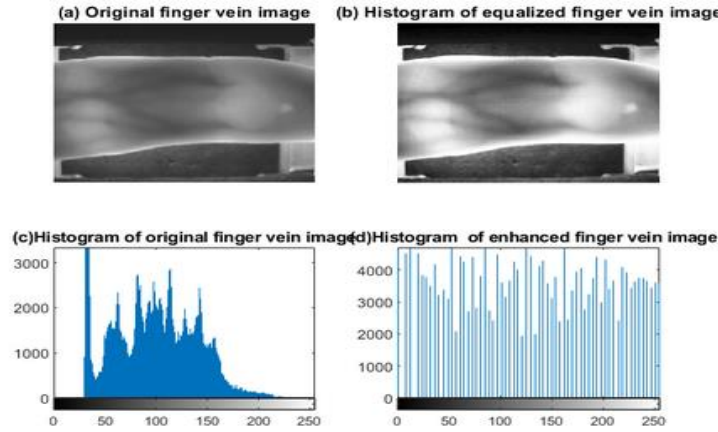 (a) Original finger vein image
(b) Histogram of equalized finger vein image
(c)Histogram of original finger vein image
(d)Histogram  of enhanced finger vein image
3000
2000
1000
0
0 50 100 150 200 250
4000
3000
2000
1000
0
0 50 100 150 200 250